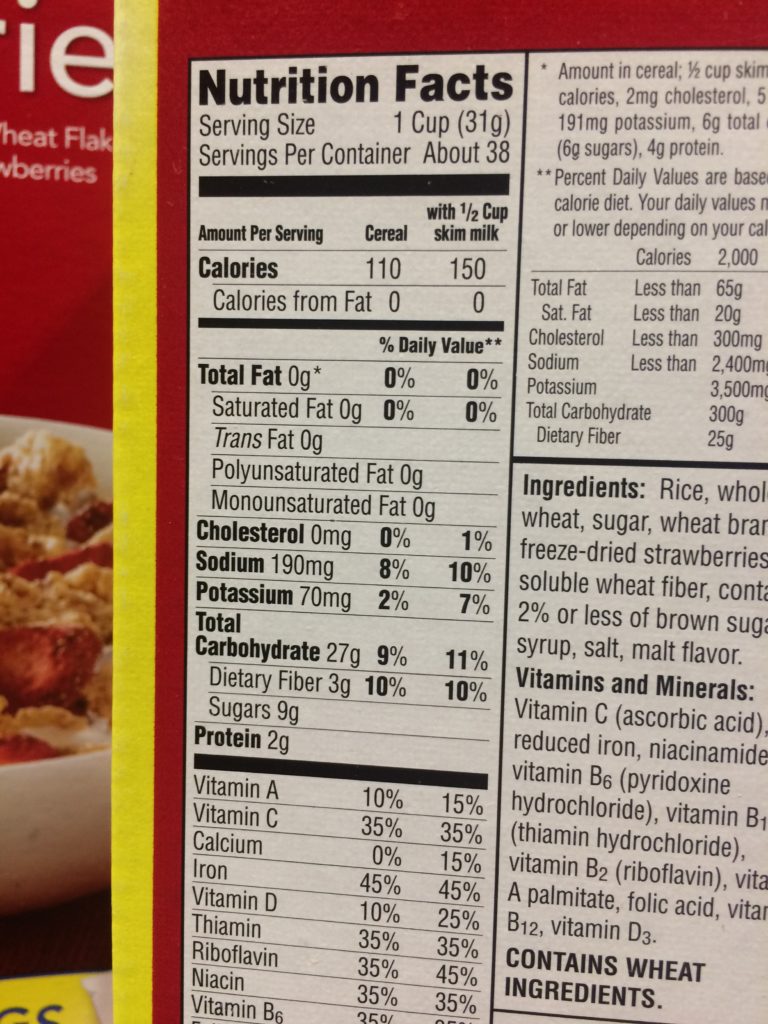 ie
Heat Flak
wberries
GS
Nutrition Facts
Serving Size 1 Cup (31g)
Servings Per Container About 38
Amount Per Serving Cereal with 1/2 Cup skim milk
Calories 110 150
Calories from Fat 0 0
% Daily Value**
Total Fat 0g* 0% 0%
Saturated Fat 0g 0% 0%
Trans Fat 0g
Polyunsaturated Fat 0g
Monounsaturated Fat 0g
Cholesterol 0mg 0% 1%
Sodium 190mg 8% 10%
Potassium 70mg 2% 7%
Total
Carbohydrate 27g 9% 11%
Dietary Fiber 3g 10% 10%
Sugars 9g
Protein 2g
Vitamin A 10% 15%
Vitamin C 35% 35%
Calcium 0% 15%
Iron 45% 45%
Vitamin D 10% 25%
Thiamin 35% 35%
Riboflavin 35% 45%
Niacin 35% 35%
Vitamin B6 35%
* Amount in cereal; ½ cup skim
calories, 2mg cholesterol, 5
191mg potassium, 6g total
(6g sugars), 4g protein.
** Percent Daily Values are base
calorie diet. Your daily values
or lower depending on your cal
Calories 2,000
Total Fat Less than 65g
Sat. Fat Less than 20g
Cholesterol Less than 300mg
Sodium Less than 2,400m
Potassium 3,500mg
Total Carbohydrate 300g
Dietary Fiber 25g
Ingredients: Rice, whol
wheat, sugar, wheat bran
freeze-dried strawberries
soluble wheat fiber, conta
2% or less of brown suga
syrup, salt, malt flavor.
Vitamins and Minerals:
Vitamin C (ascorbic acid),
reduced iron, niacinamide
vitamin B6 (pyridoxine
hydrochloride), vitamin B1
(thiamin hydrochloride),
vitamin B2 (riboflavin), vita
A palmitate, folic acid, vitam
B12, vitamin D3.
CONTAINS WHEAT
INGREDIENTS.